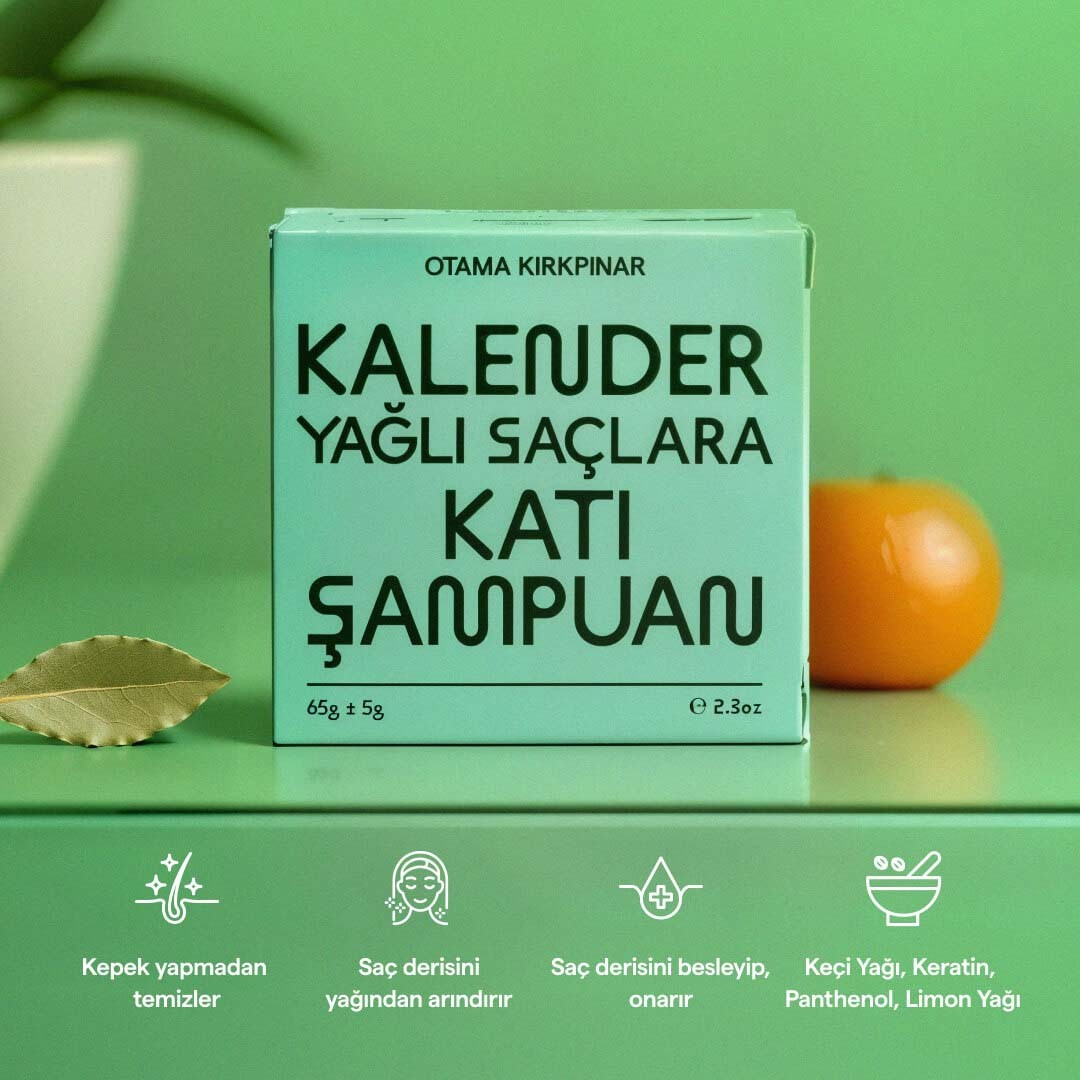 OTAMA KIRKPINAR
KALENDER
YAĞLI SAÇLARA
KATI
ŞAMPUAN
65g ± 5g
℮ 2.3oz
Kepek yapmadan
temizler
Saç derisini
yağından arındırır
Saç derisini besleyip,
onarır
Keçi Yağı, Keratin,
Panthenol, Limon Yağı